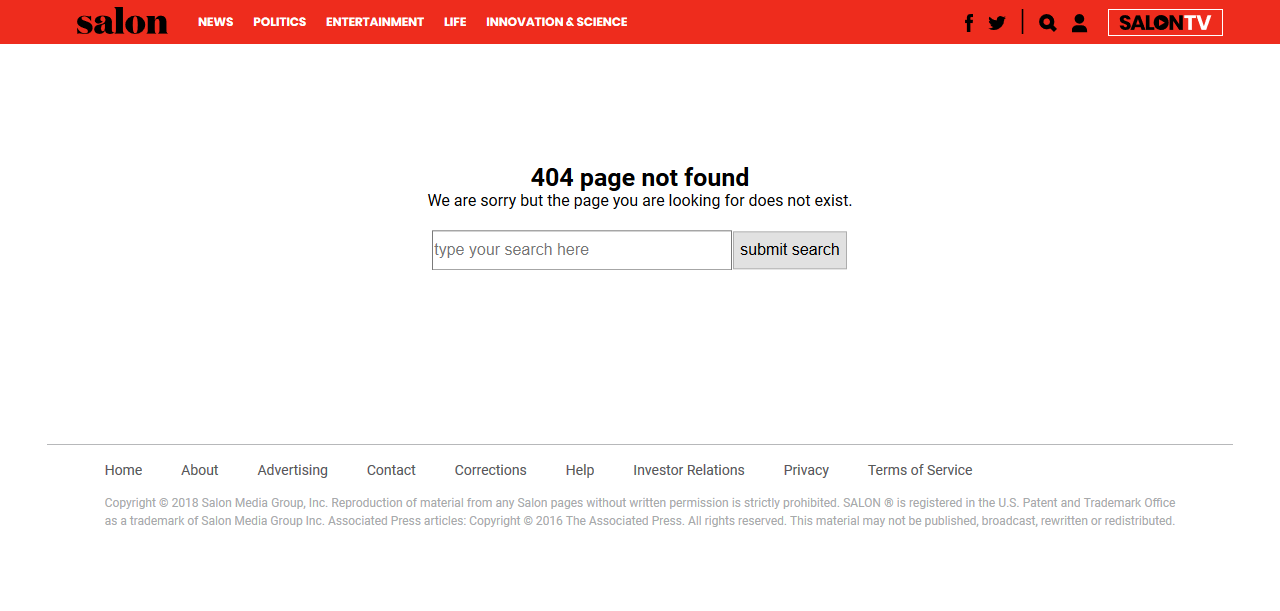 salon NEWS POLITICS ENTERTAINMENT LIFE INNOVATION & SCIENCE SALONTV
404 page not found
We are sorry but the page you are looking for does not exist.
type your search here submit search
Home About Advertising Contact Corrections Help Investor Relations Privacy Terms of Service
Copyright © 2018 Salon Media Group, Inc. Reproduction of material from any Salon pages without written permission is strictly prohibited. SALON ® is registered in the U.S. Patent and Trademark Office
as a trademark of Salon Media Group Inc. Associated Press articles: Copyright © 2016 The Associated Press. All rights reserved. This material may not be published, broadcast, rewritten or redistributed.